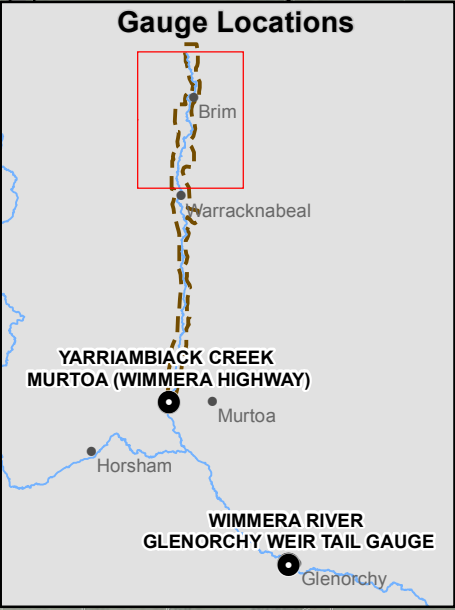 Gauge Locations
Brim
Warracknabeal
YARRIAMBIACK CREEK
MURTOA (WIMMERA HIGHWAY)
Murtoa
Horsham
WIMMERA RIVER
GLENORCHY WEIR TAIL GAUGE
Glenorchy